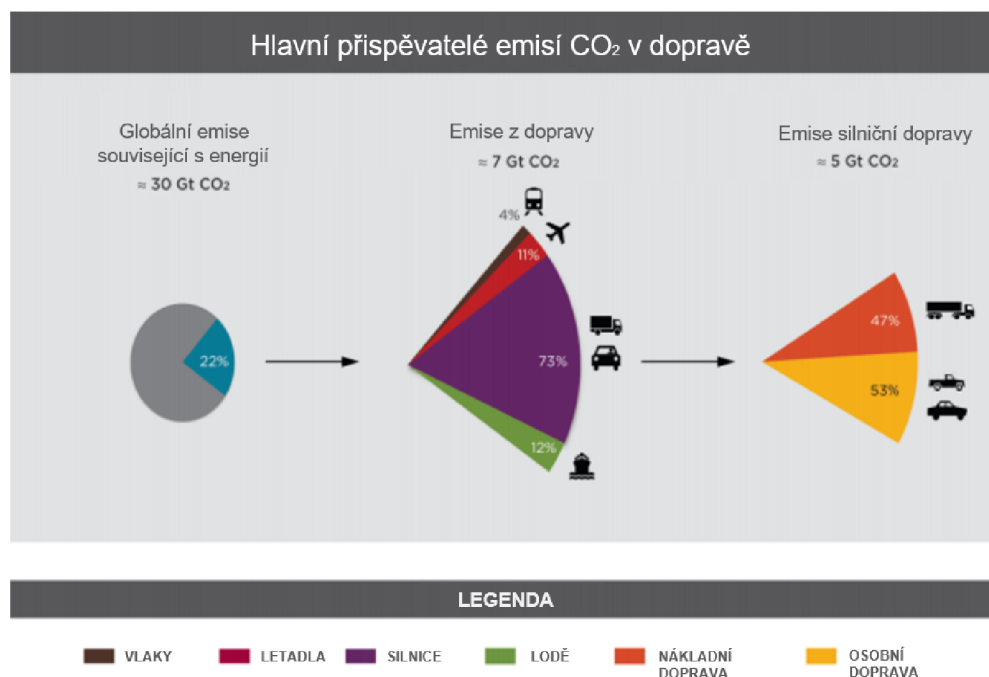 Hlavní přispěvatelé emisí CO₂ v dopravě
Globální emise
související s energií
≈ 30 Gt CO₂
22%
Emise z dopravy
≈ 7 Gt CO₂
4%
11%
73%
12%
Emise silniční dopravy
≈ 5 Gt CO₂
47%
53%
LEGENDA
VLAKY
LETADLA
SILNICE
LODĚ
NÁKLADNÍ
DOPRAVA
OSOBNÍ
DOPRAVA